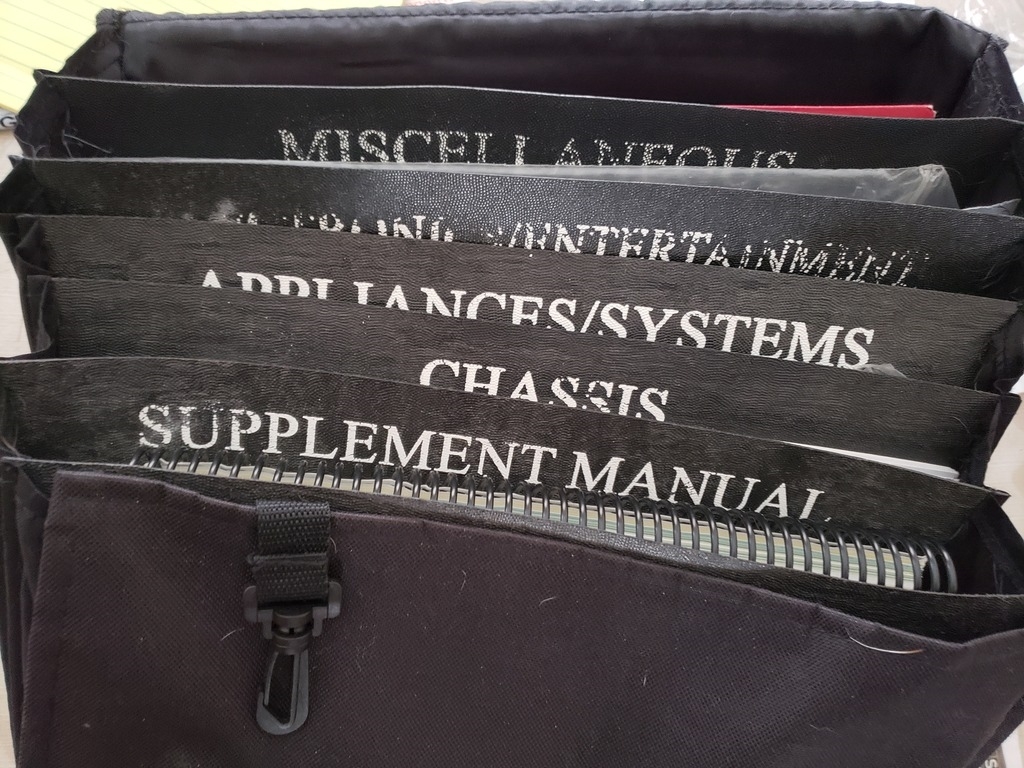 MISCELLANEOUS
/ENTERTAINMENT
APPLIANCES/SYSTEMS
CHASSIS
SUPPLEMENT MANUAL